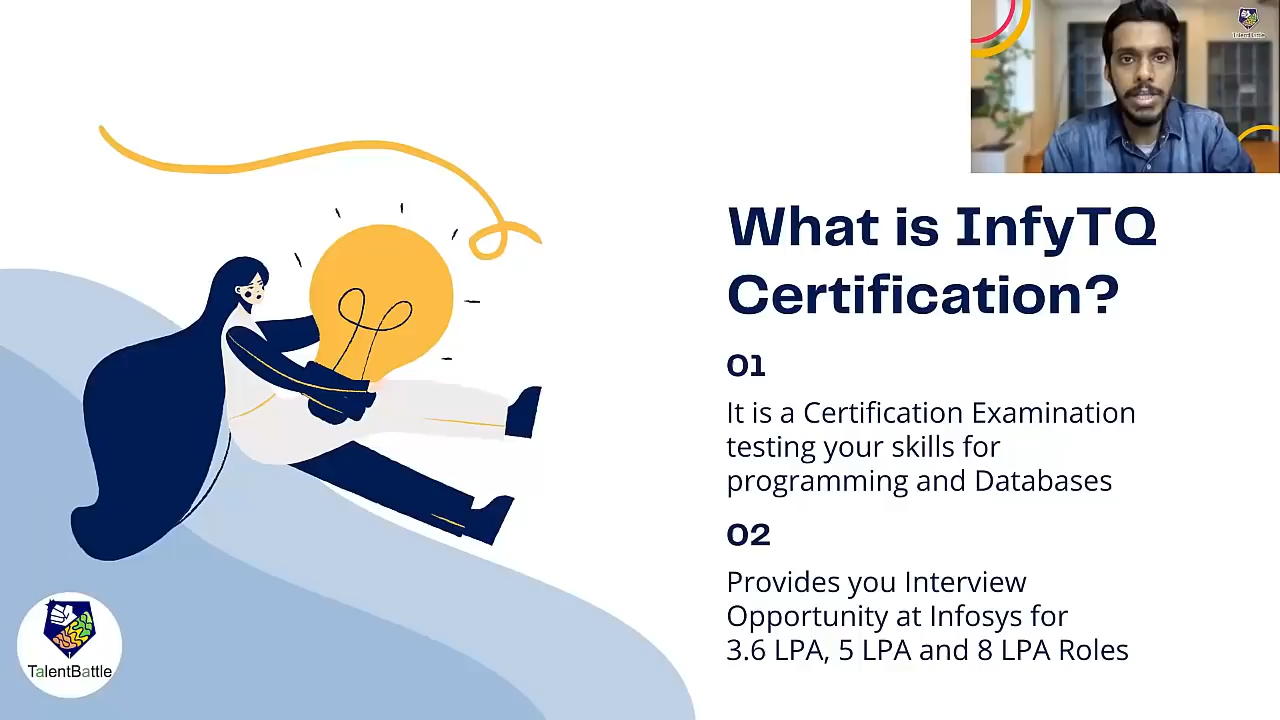 What is InfyTQ
Certification?
01
It is a Certification Examination
testing your skills for
programming and Databases
02
Provides you Interview
Opportunity at Infosys for
3.6 LPA, 5 LPA and 8 LPA Roles
TalentBattle
TalentBattle